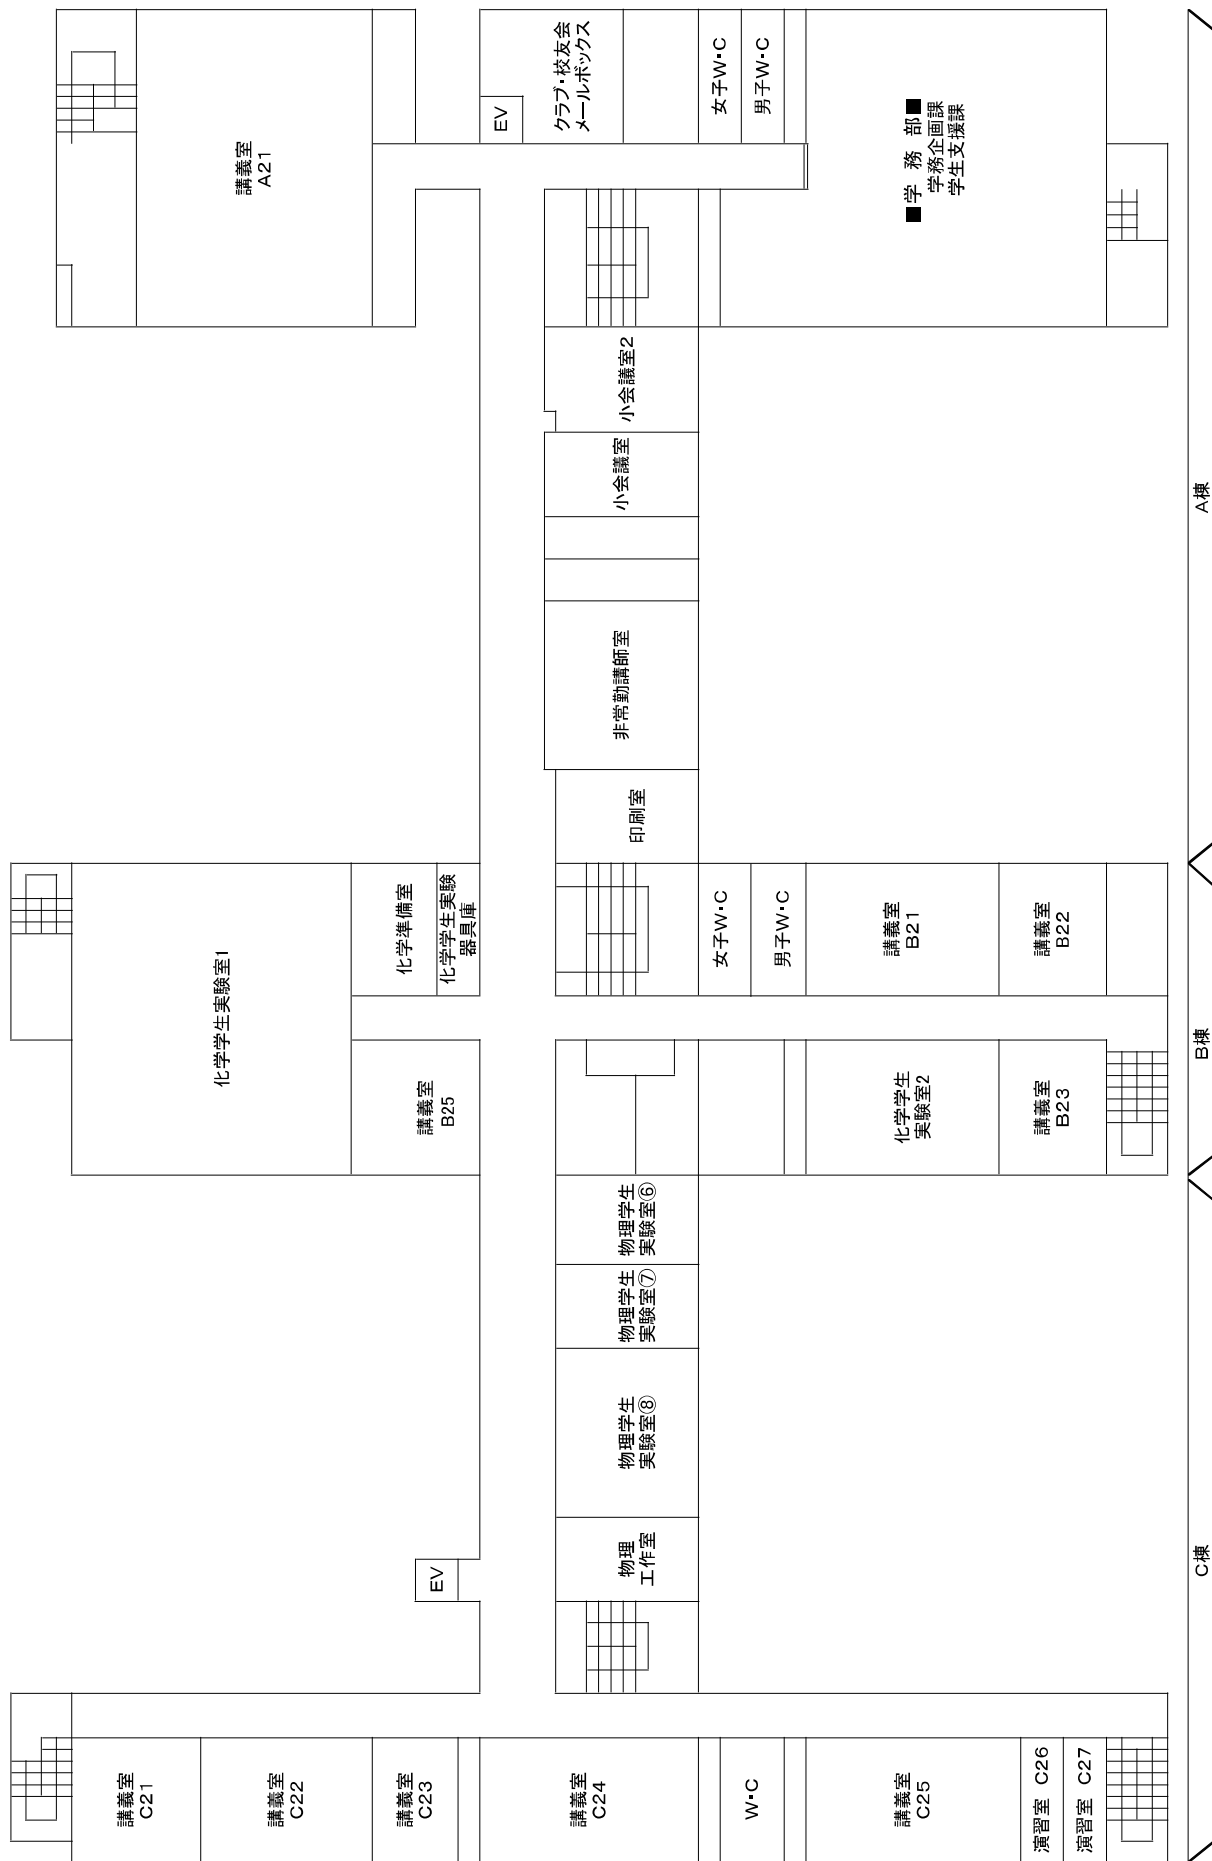 講義室
A21
EV
クラブ・校友会
メールボックス
女子W・C
男子W・C
■学 務 部■
学務企画課
学生支援課
小会議室2
小会議室
非常勤講師室
印刷室
A棟
化学学生実験室1
化学準備室
化学学生実験
器具庫
女子W・C
男子W・C
講義室
B21
講義室
B22
講義室
B25
化学学生
実験室2
講義室
B23
B棟
物理学生
実験室⑥
物理学生
実験室⑦
物理学生
実験室⑧
物理
工作室
EV
C棟
講義室
C21
講義室
C22
講義室
C23
講義室
C24
W・C
講義室
C25
演習室 C26
演習室 C27